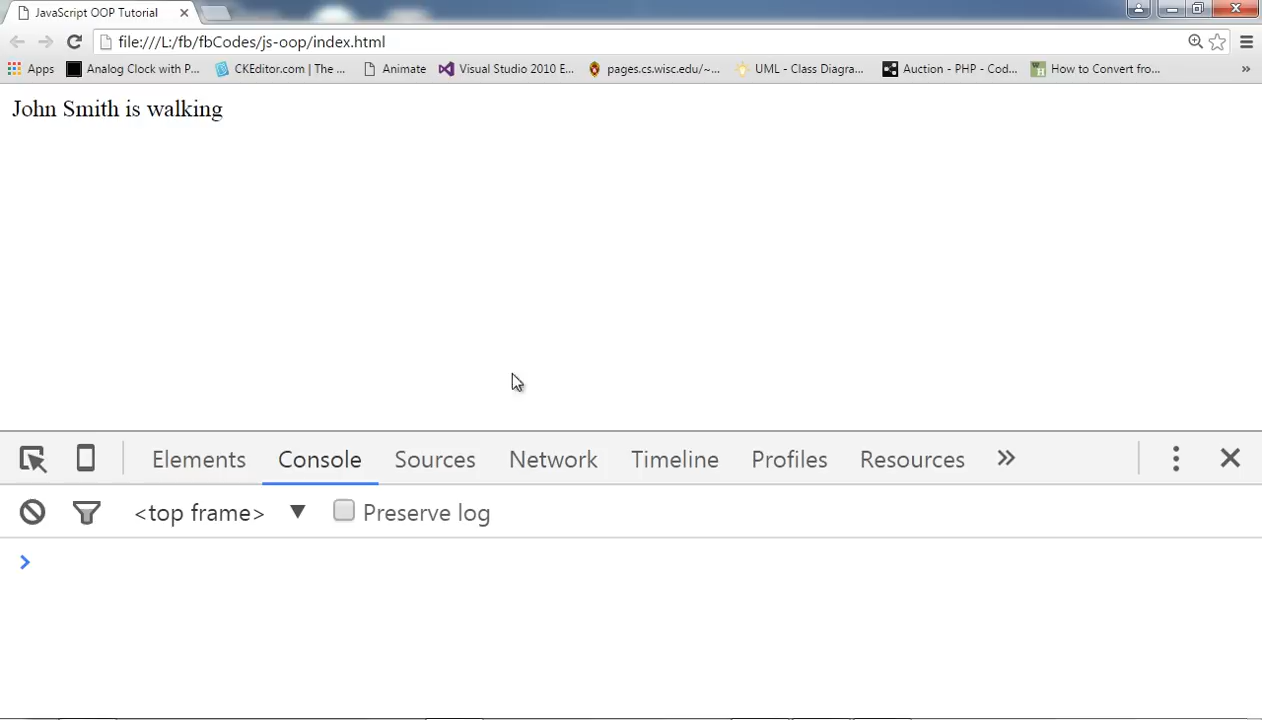 JavaScript OOP Tutorial
file:///L:/fb/fbCodes/js-oop/index.html
Apps Analog Clock with P... CKEditor.com | The ... Animate Visual Studio 2010 E... pages.cs.wisc.edu/~... UML - Class Diagra... Auction - PHP - Cod... How to Convert fro... »
John Smith is walking
Elements Console Sources Network Timeline Profiles Resources »
<top frame> ▼ Preserve log
>